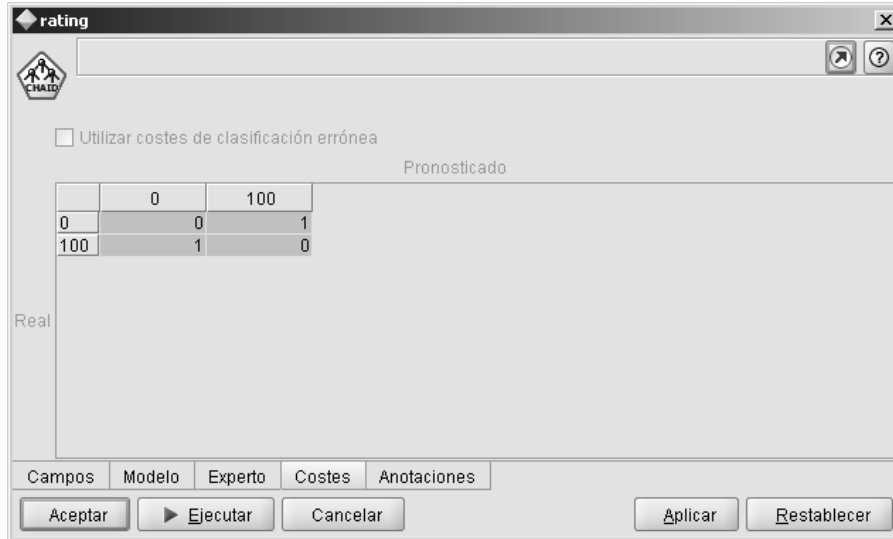 rating
CHAID
Utilizar costes de clasificación errónea
Pronosticado
0 100
0 0 1
100 1 0
Real
Campos Modelo Experto Costes Anotaciones
Aceptar Ejecutar Cancelar Aplicar Restablecer